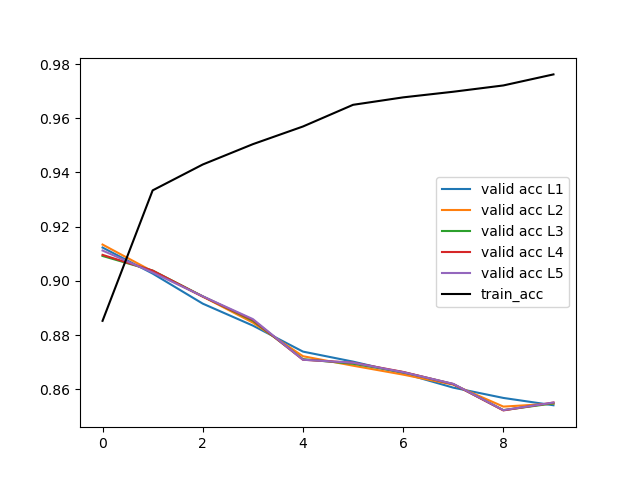 0.98
0.96
0.94
0.92
0.90
0.88
0.86
valid acc L1
valid acc L2
valid acc L3
valid acc L4
valid acc L5
train_acc
0 2 4 6 8